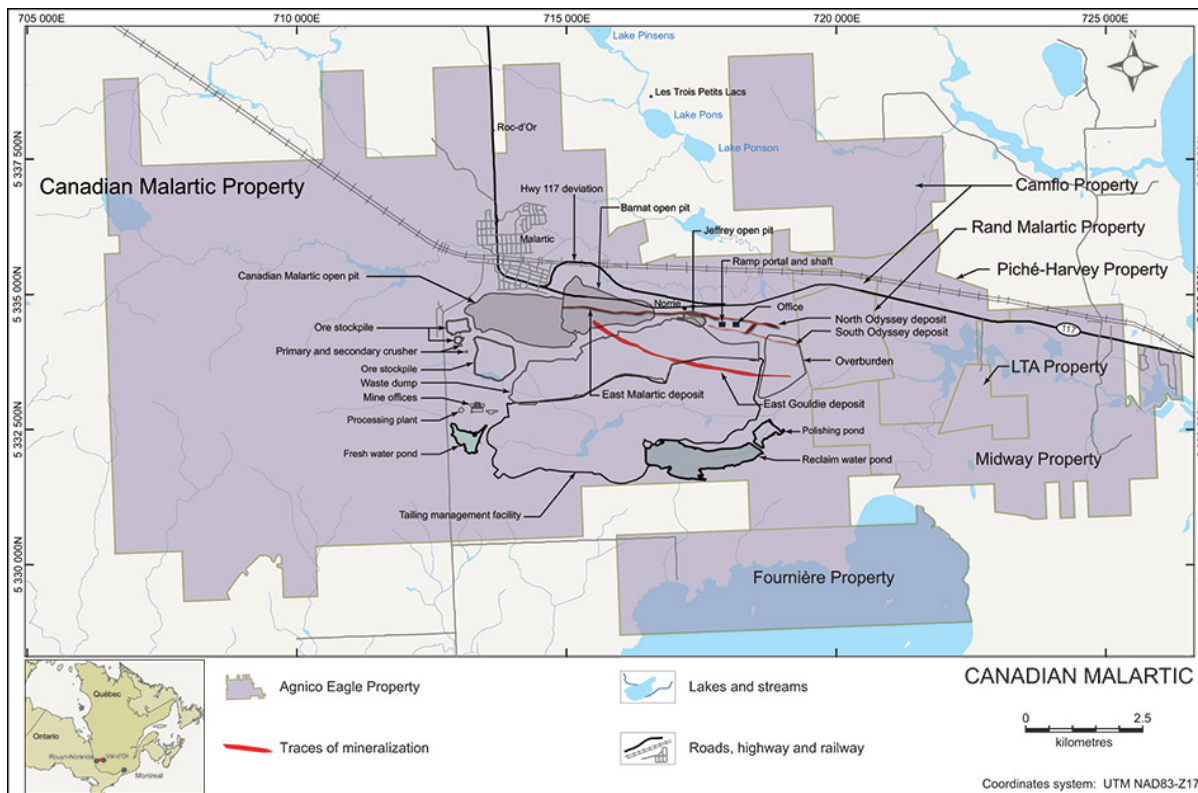 705 000E
710 000E
715 000E
720 000E
725 000E
5 337 500N
5 335 000N
5 332 500N
5 330 000N
N
Lake Pinsens
Les Trois Petits Lacs
Lake Pons
Lake Ponson
Roc-d'Or
Canadian Malartic Property
Hwy 117 deviation
Barnat open pit
Malartic
Jeffrey open pit
Canadian Malartic open pit
Ramp portal and shaft
Norrie
Office
Camflo Property
Rand Malartic Property
Piché-Harvey Property
117
Ore stockpile
Primary and secondary crusher
Ore stockpile
Waste dump
Mine offices
Processing plant
Fresh water pond
North Odyssey deposit
South Odyssey deposit
Overburden
LTA Property
East Malartic deposit
East Gouldie deposit
Polishing pond
Reclaim water pond
Midway Property
Tailing management facility
Fournière Property
Québec
Ontario
Rouyn-Noranda
Val-d'Or
Montreal
Agnico Eagle Property
Traces of mineralization
Lakes and streams
Roads, highway and railway
CANADIAN MALARTIC
0 2.5
kilometres
Coordinates system: UTM NAD83-Z17